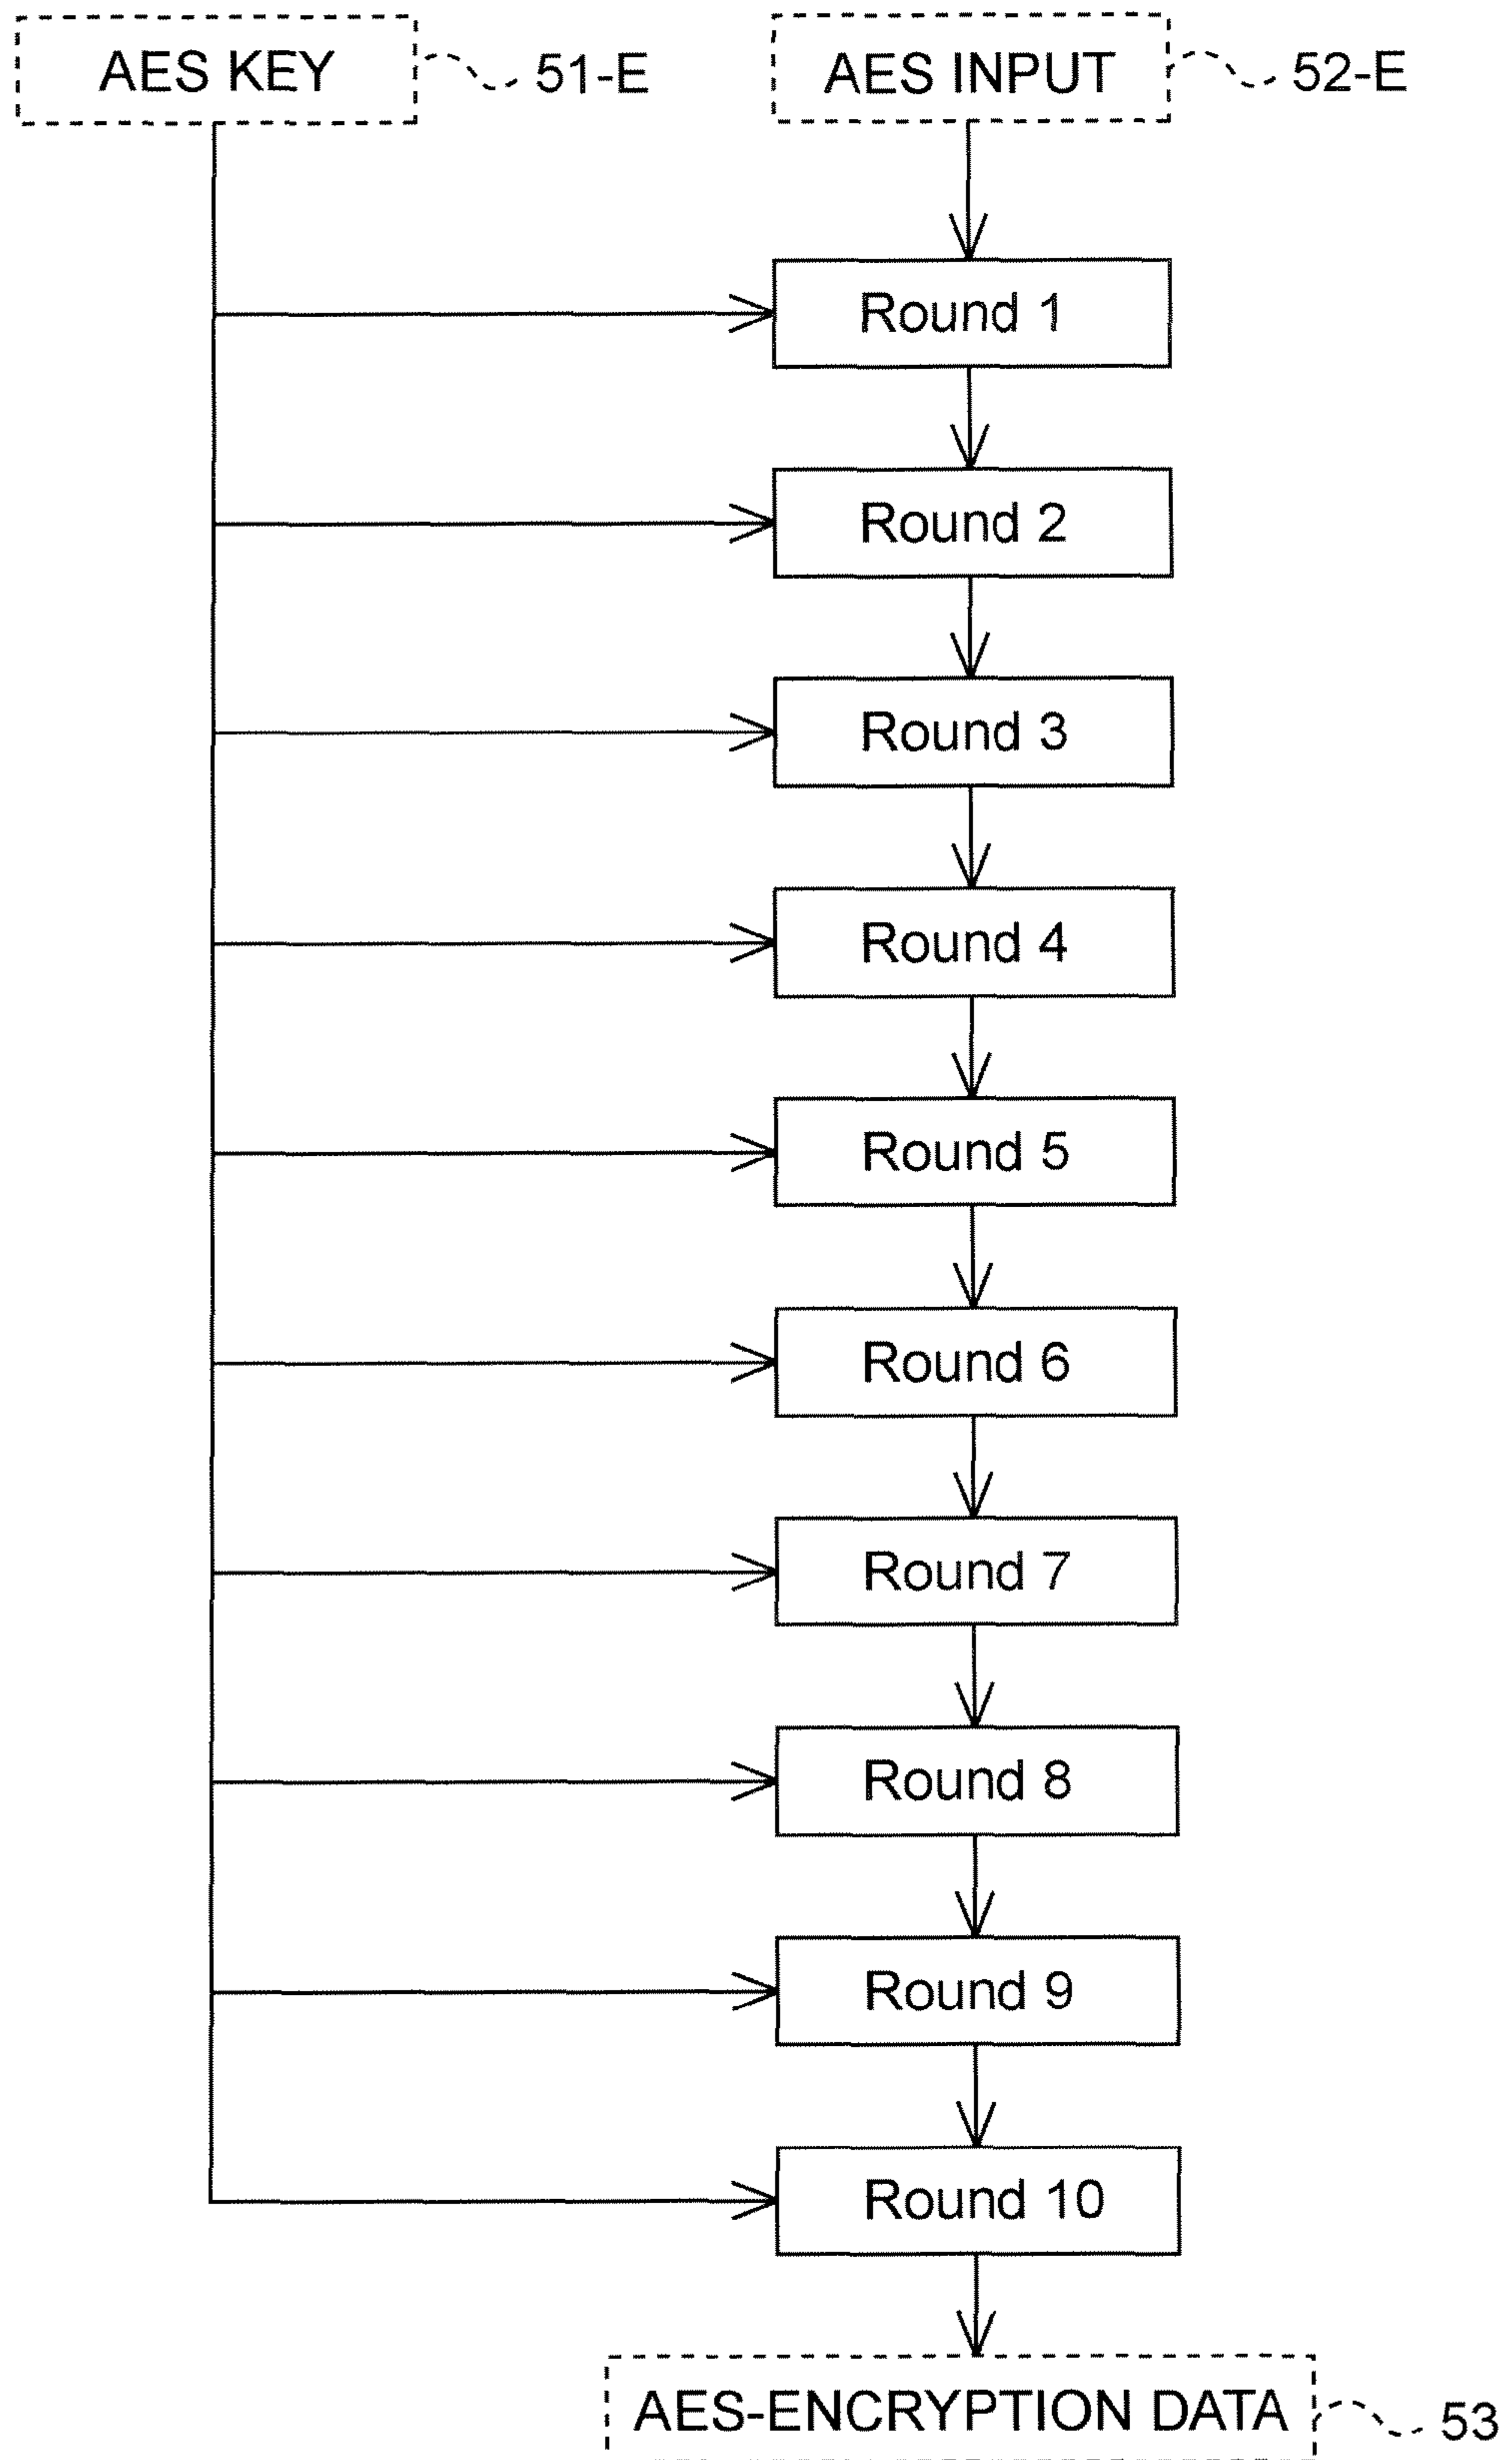 AES KEY 51-E AES INPUT 52-E
Round 1
Round 2
Round 3
Round 4
Round 5
Round 6
Round 7
Round 8
Round 9
Round 10
AES-ENCRYPTION DATA 53